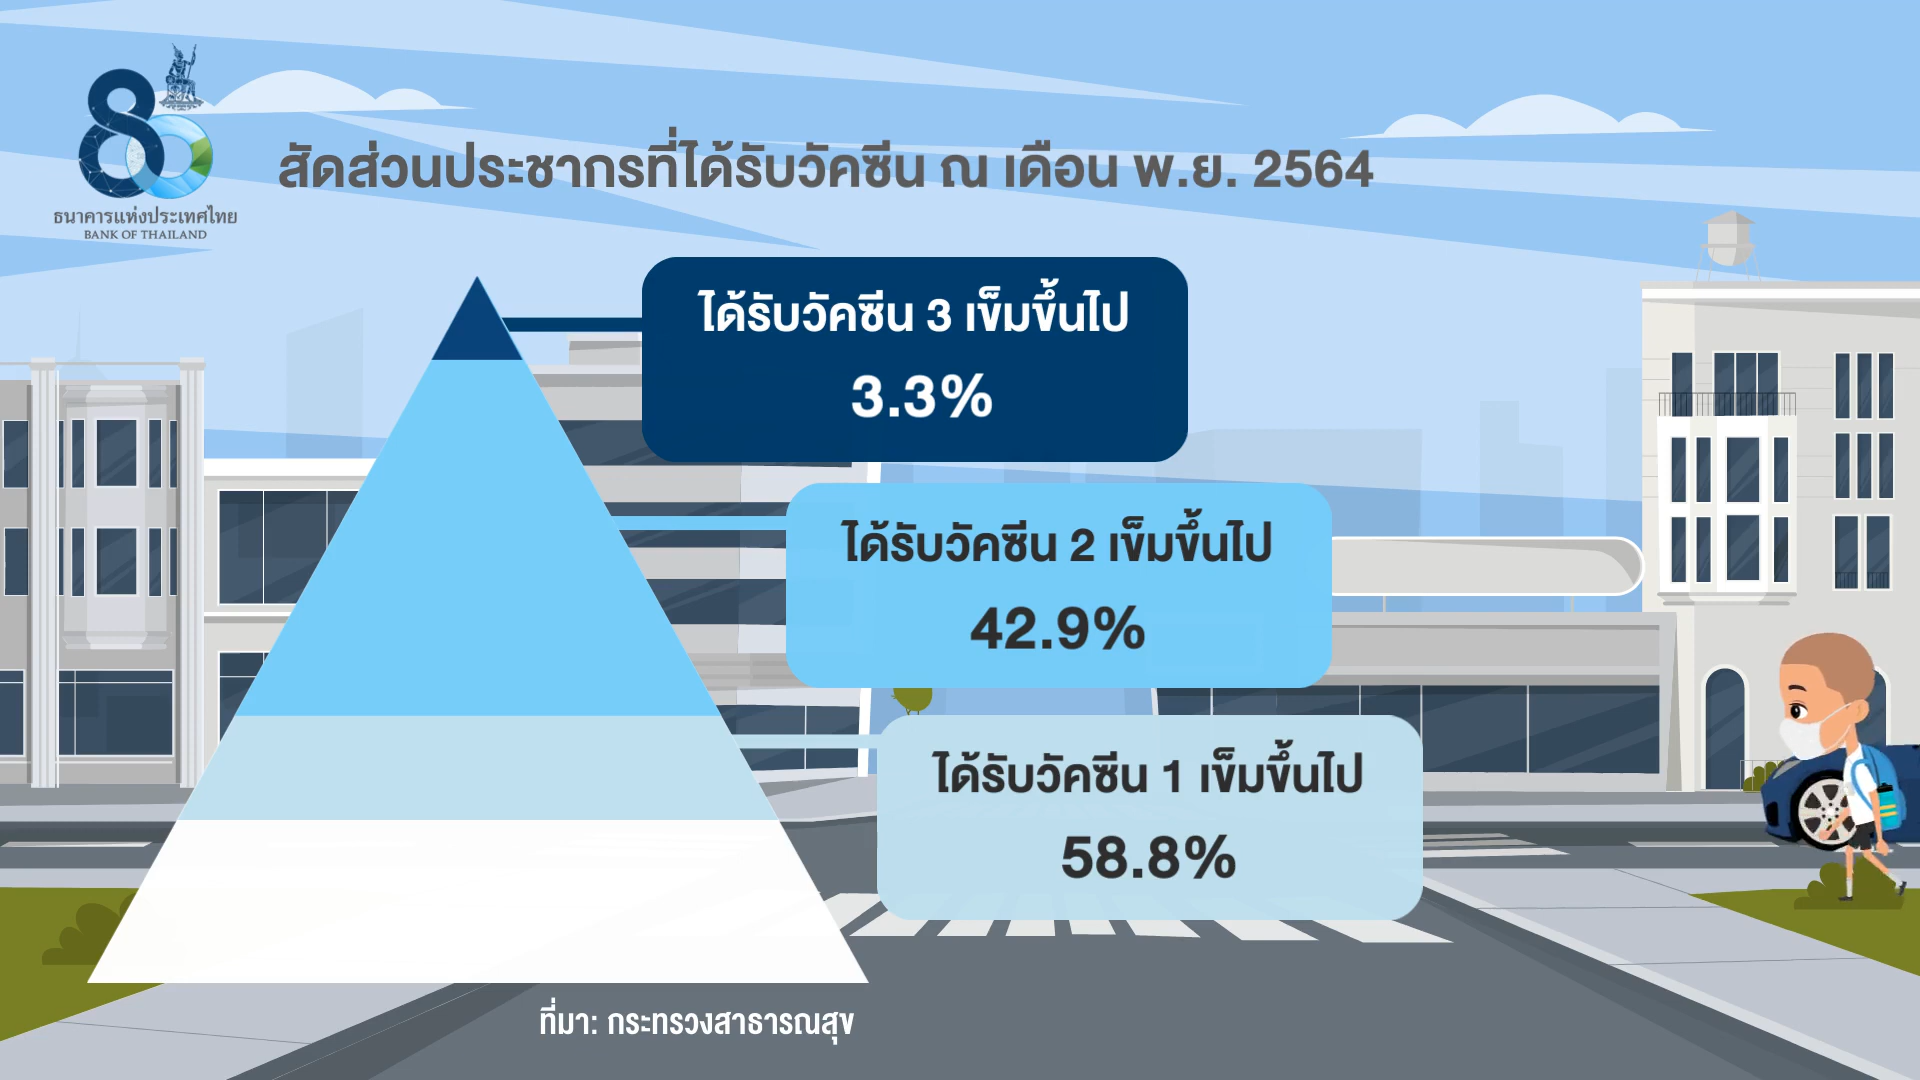 ธนาคารแห่งประเทศไทย
BANK OF THAILAND
สัดส่วนประชากรที่ได้รับวัคซีน ณ เดือน พ.ย. 2564
ได้รับวัคซีน 3 เข็มขึ้นไป
3.3%
ได้รับวัคซีน 2 เข็มขึ้นไป
42.9%
ได้รับวัคซีน 1 เข็มขึ้นไป
58.8%
ที่มา: กระทรวงสาธารณสุข